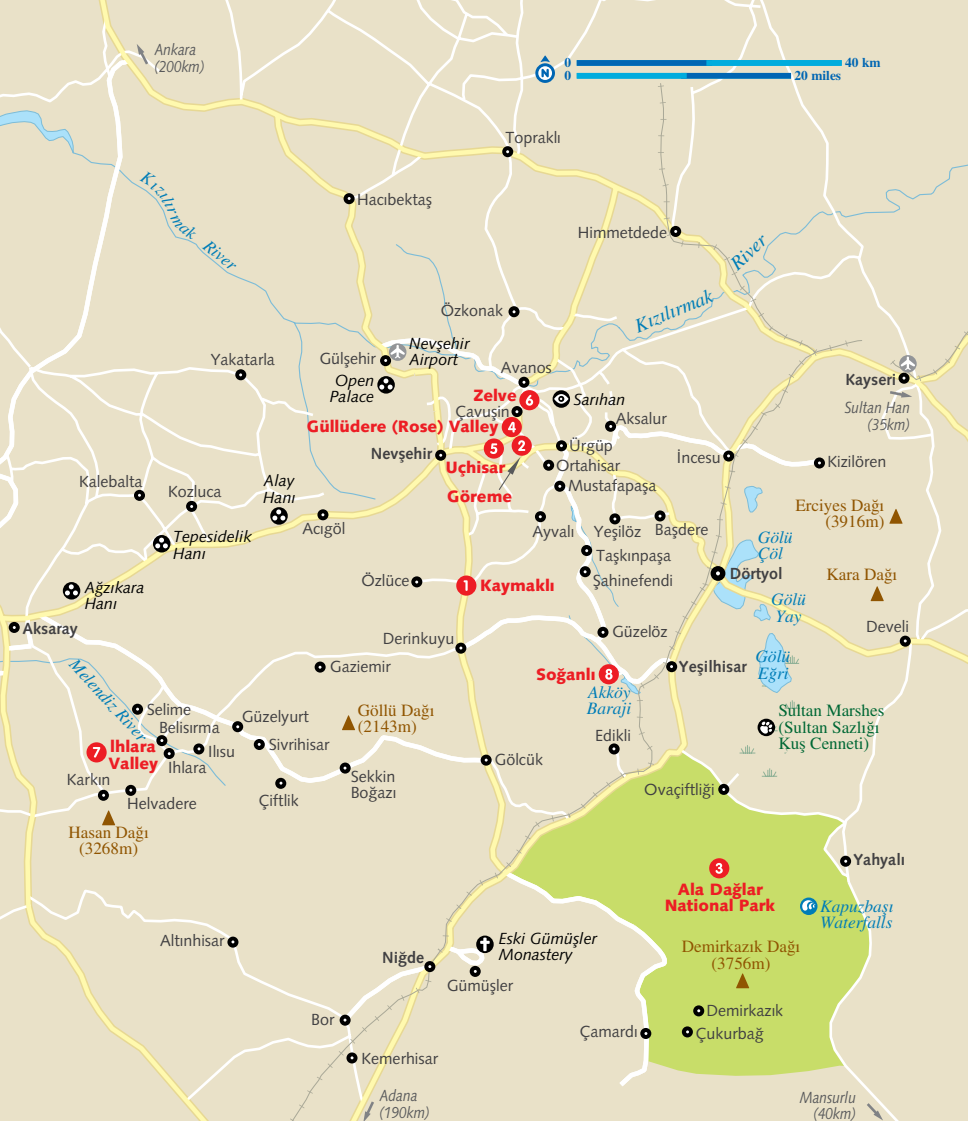 Ankara
(200km)
N
0
40 km
0
20 miles
Topraklı
Kızılırmak River
Hacıbektaş
Himmetdede
River
Kızılırmak
Özkonak
Nevşehir
Airport
Gülşehir
Yakatarla
Open
Palace
Avanos
Kayseri
Zelve
6
Sarıhan
Sultan Han
(35km)
Çavuşin
Güllüdere (Rose) Valley
4
Aksalur
5
2
Ürgüp
Nevşehir
Uçhisar
Ortahisar
İncesu
Kizilören
Göreme
Mustafapaşa
Kalebalta
Kozluca
Alay
Hanı
Erciyes Dağı
(3916m)
Acıgöl
Ayvalı
Yeşilöz
Başdere
Tepesidelik
Hanı
Gölü
Çöl
Taşkınpaşa
Ağzıkara
Hanı
Özlüce
1
Kaymaklı
Şahinefendi
Dörtyol
Kara Dağı
Gölü
Yay
Aksaray
Derinkuyu
Güzelöz
Develi
Melendiz River
Gaziemir
Soğanlı
8
Yeşilhisar
Gölü
Eğri
Akköy
Baraji
Selime
Göllü Dağı
(2143m)
Sultan Marshes
(Sultan Sazlığı
Kuş Cenneti)
Belisırma
Güzelyurt
Edikli
7
Ihlara
Valley
Ilısu
Sivrihisar
Ihlara
Gölcük
Karkın
Sekkin
Boğazı
Helvadere
Çiftlik
Ovaçiftliği
Hasan Dağı
(3268m)
Yahyalı
3
Ala Dağlar
National Park
Kapuzbaşı
Waterfalls
Altınhisar
Eski Gümüşler
Monastery
Demirkazık Dağı
(3756m)
Niğde
Gümüşler
Demirkazık
Bor
Çamardı
Çukurbağ
Kemerhisar
Adana
(190km)
Mansurlu
(40km)